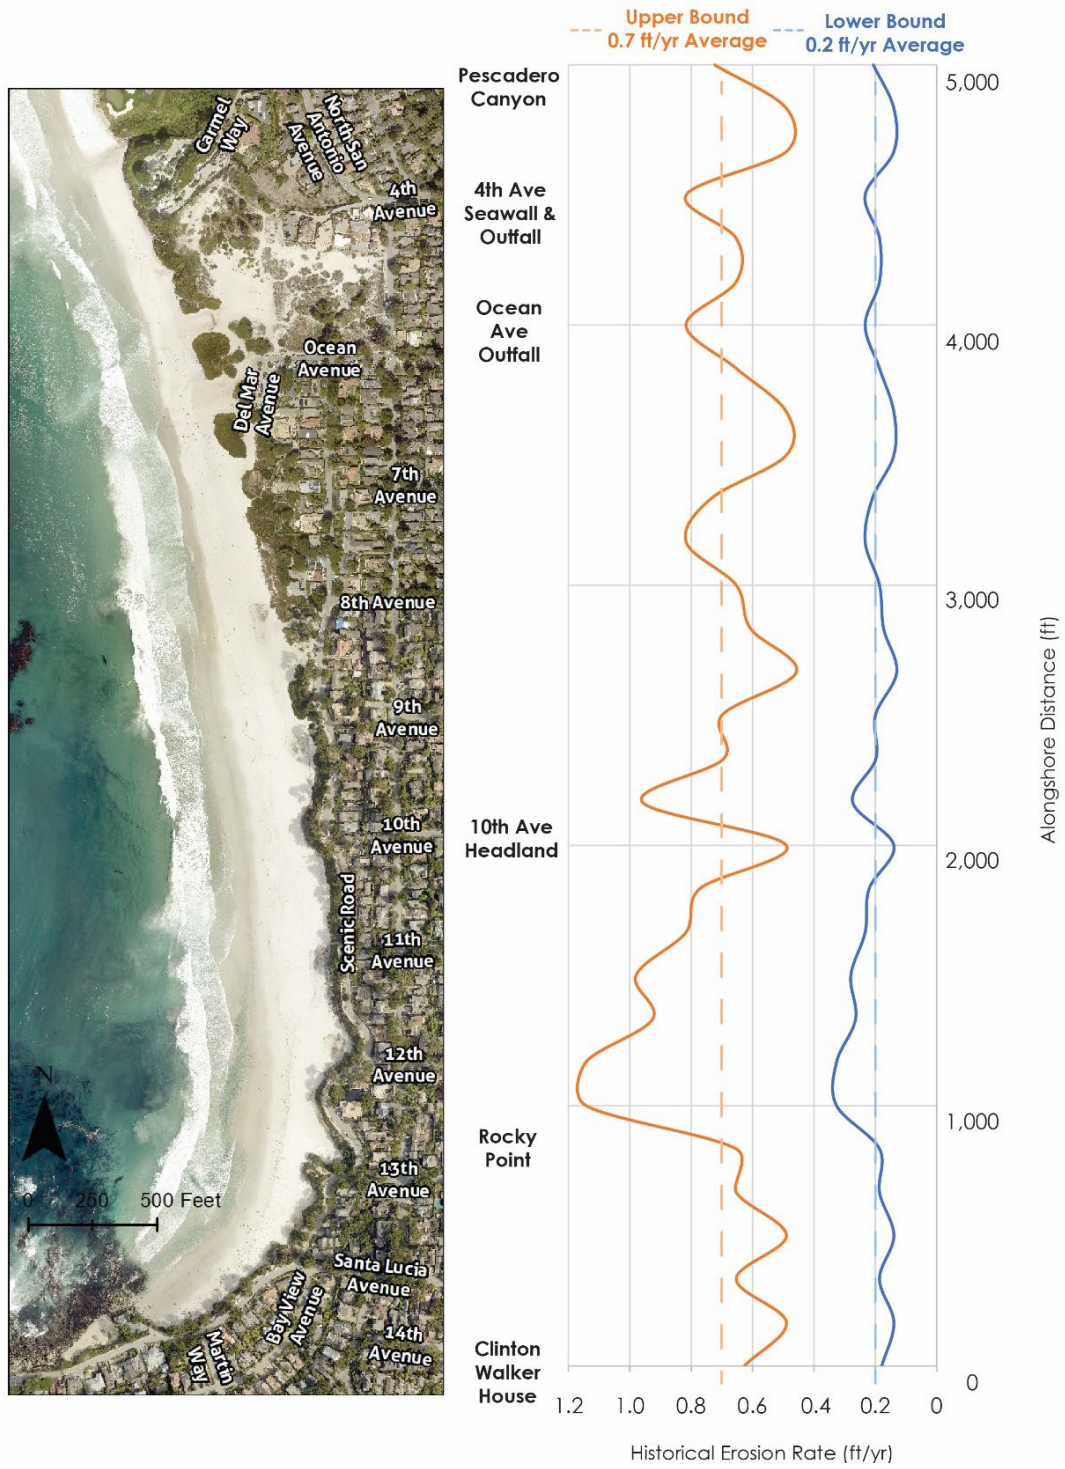 Upper Bound
0.7 ft/yr Average
Lower Bound
0.2 ft/yr Average
Carmel
Way
North San
Antonio
Avenue
4th
Avenue
Ocean
Avenue
Del Mar
Avenue
7th
Avenue
8th Avenue
9th
Avenue
10th
Avenue
Scenic Road
11th
Avenue
12th
Avenue
N
13th
Avenue
0 250 500 Feet
Santa Lucia
Avenue
Bay View
Avenue
Martin
Way
14th
Avenue
Pescadero
Canyon
4th Ave
Seawall &
Outfall
Ocean
Ave
Outfall
10th Ave
Headland
Rocky
Point
Clinton
Walker
House
5,000
4,000
3,000
2,000
1,000
0
Alongshore Distance (ft)
1.2 1.0 0.8 0.6 0.4 0.2 0
Historical Erosion Rate (ft/yr)